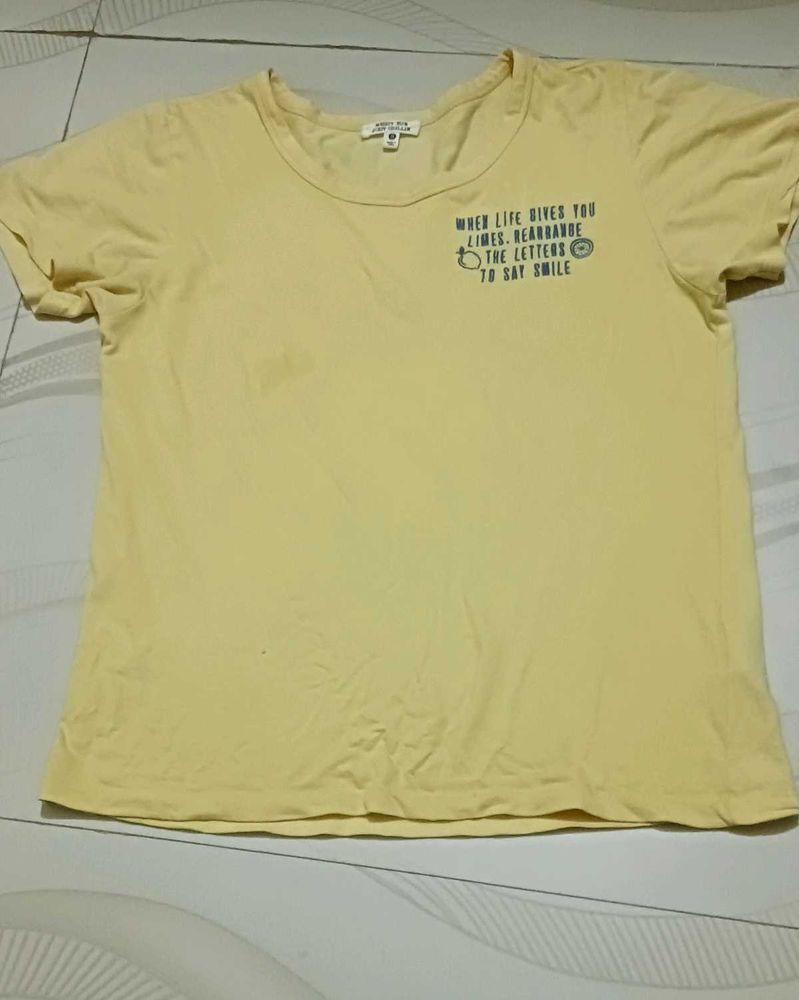 WHEN LIFE GIVES YOU
LIMES. REARRANGE
THE LETTERS
TO SAY SMILE